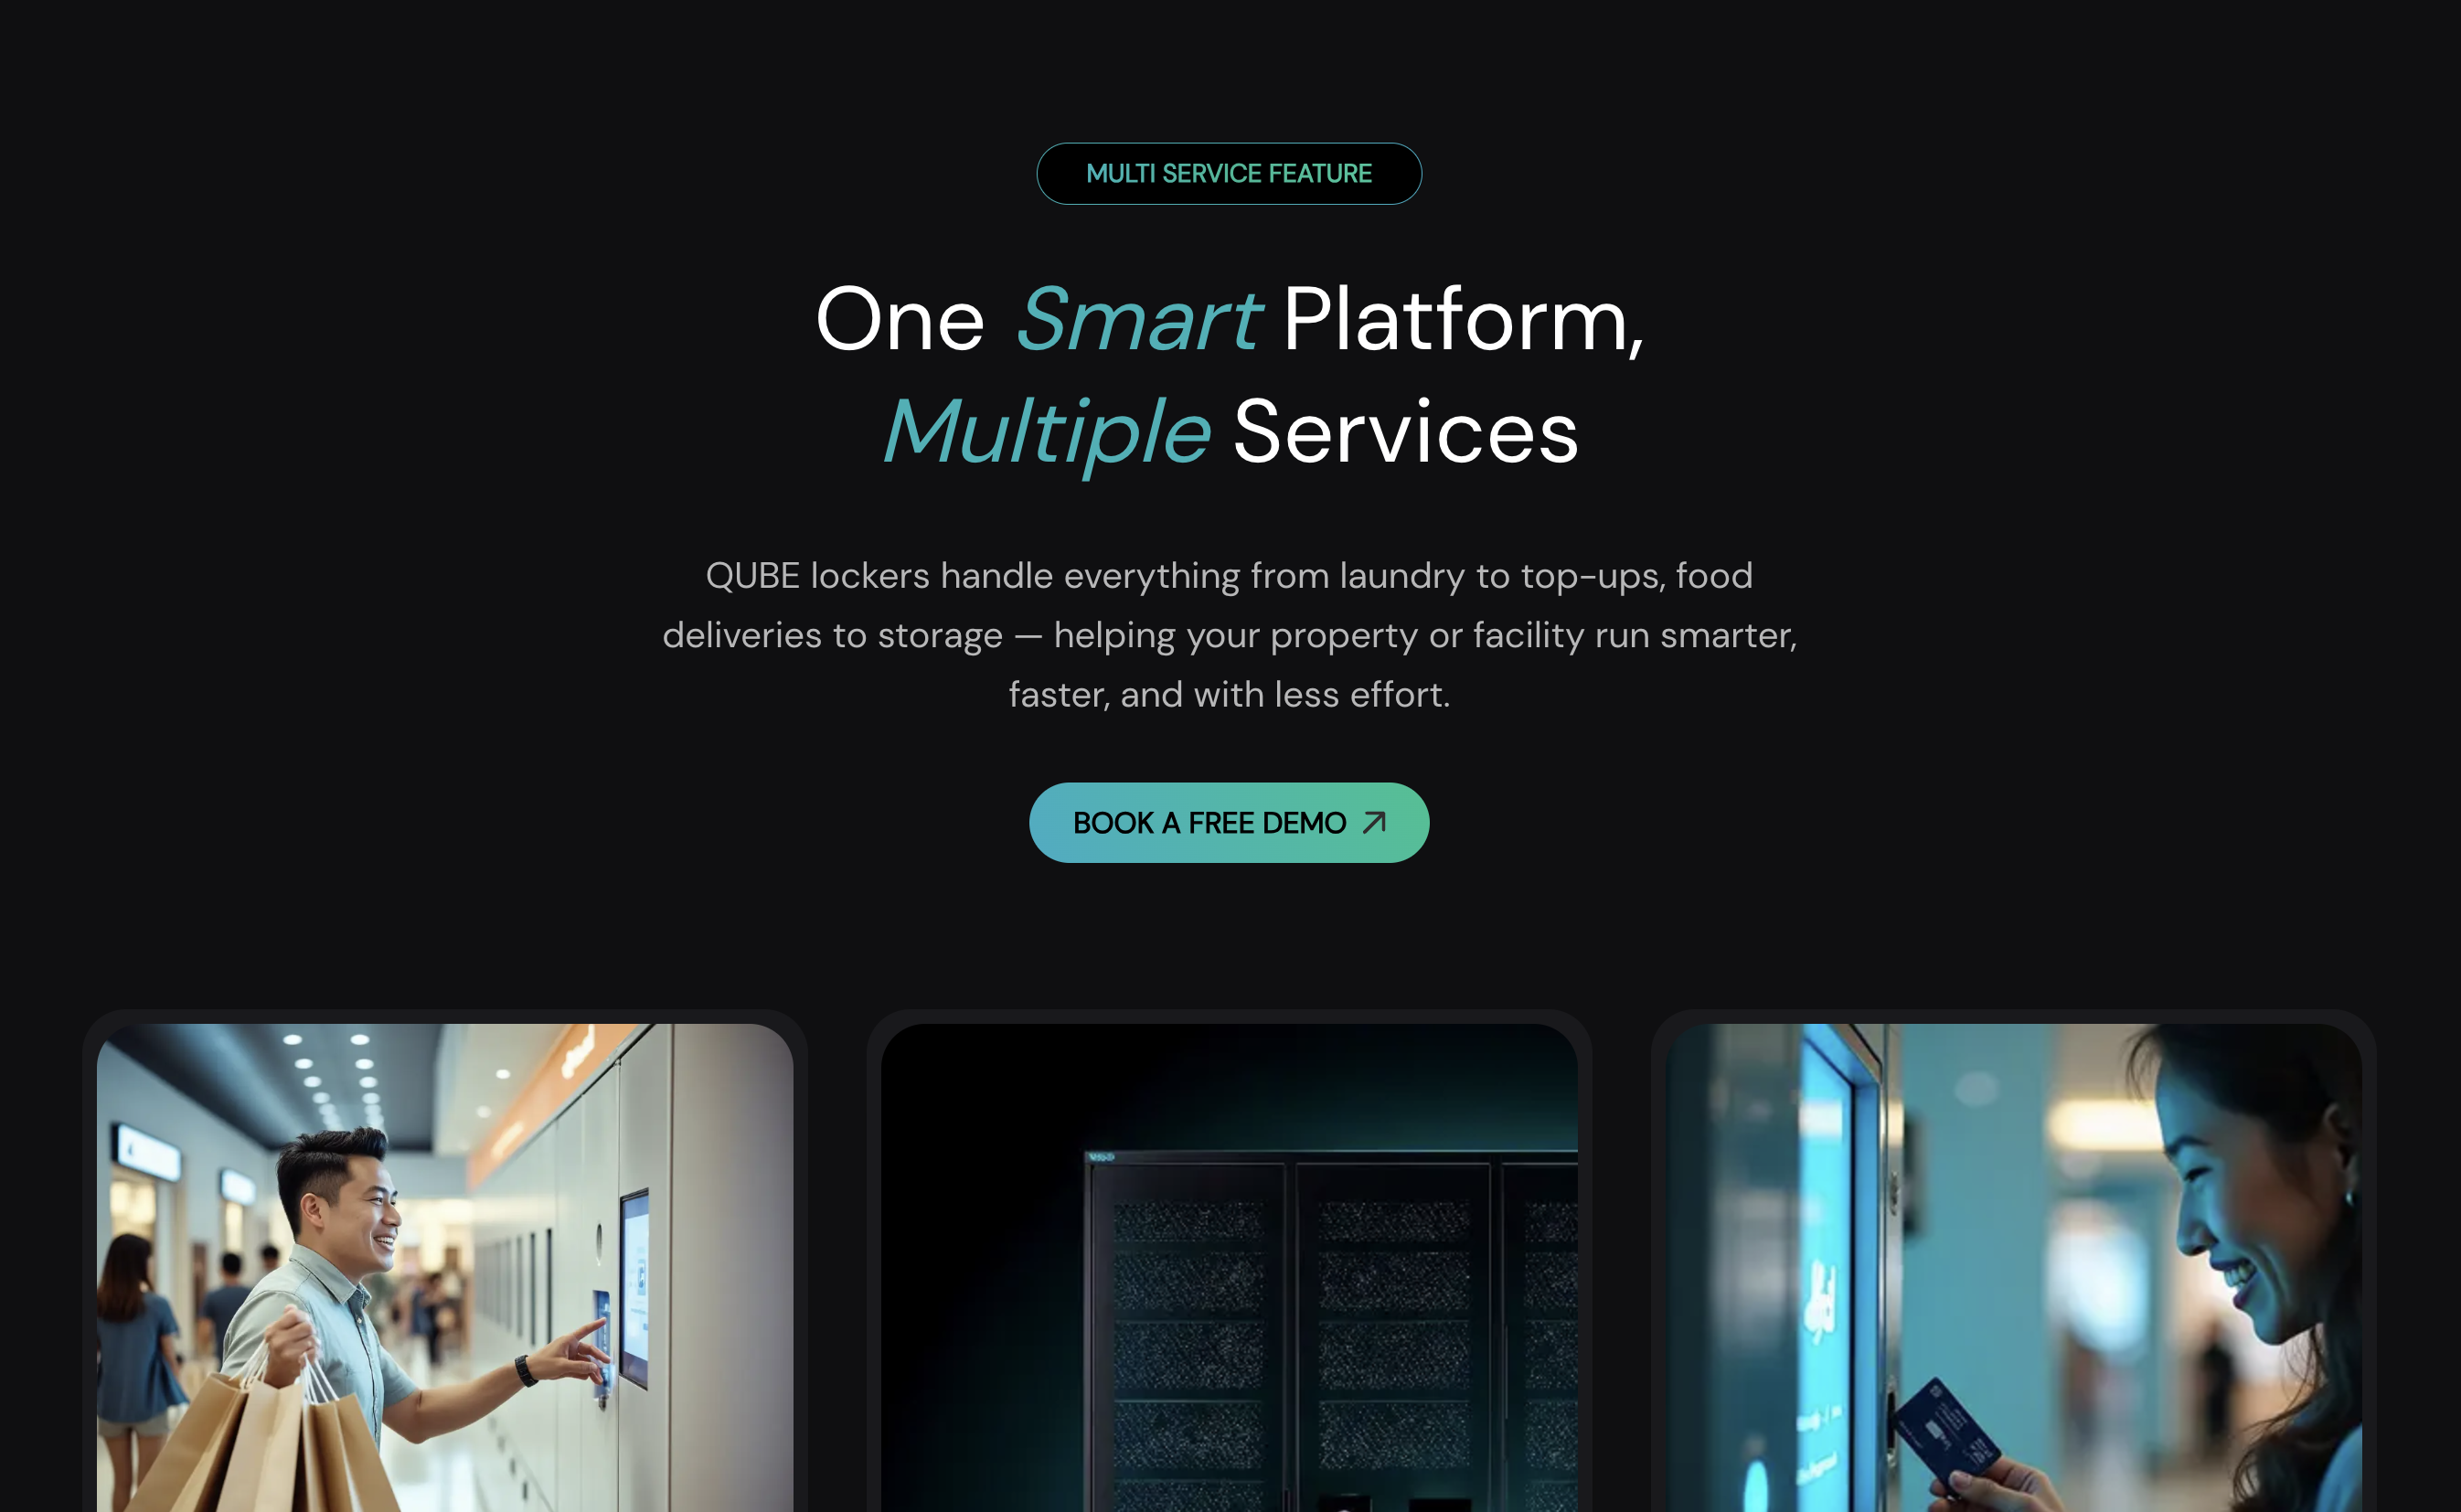 MULTI SERVICE FEATURE
One Smart Platform,
Multiple Services
QUBE lockers handle everything from laundry to top-ups, food
deliveries to storage — helping your property or facility run smarter,
faster, and with less effort.
BOOK A FREE DEMO